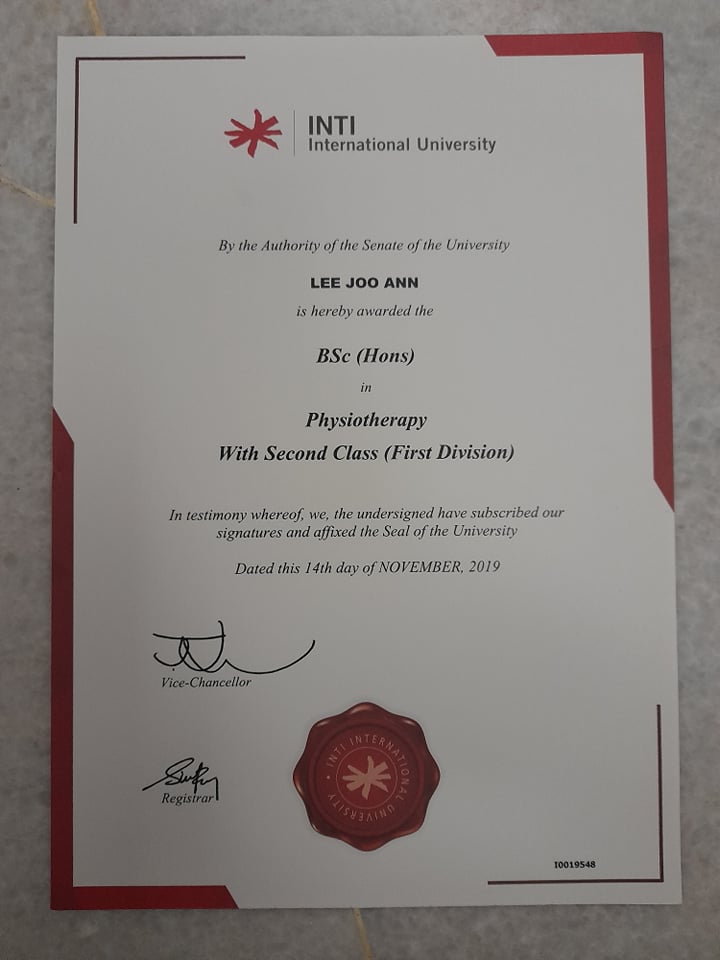 INTI
International University
By the Authority of the Senate of the University
LEE JOO ANN
is hereby awarded the
BSc (Hons)
in
Physiotherapy
With Second Class (First Division)
In testimony whereof, we, the undersigned have subscribed our
signatures and affixed the Seal of the University
Dated this 14th day of NOVEMBER, 2019
Vice-Chancellor
INTI INTERNATIONAL UNIVERSITY
Registrar
I0019548